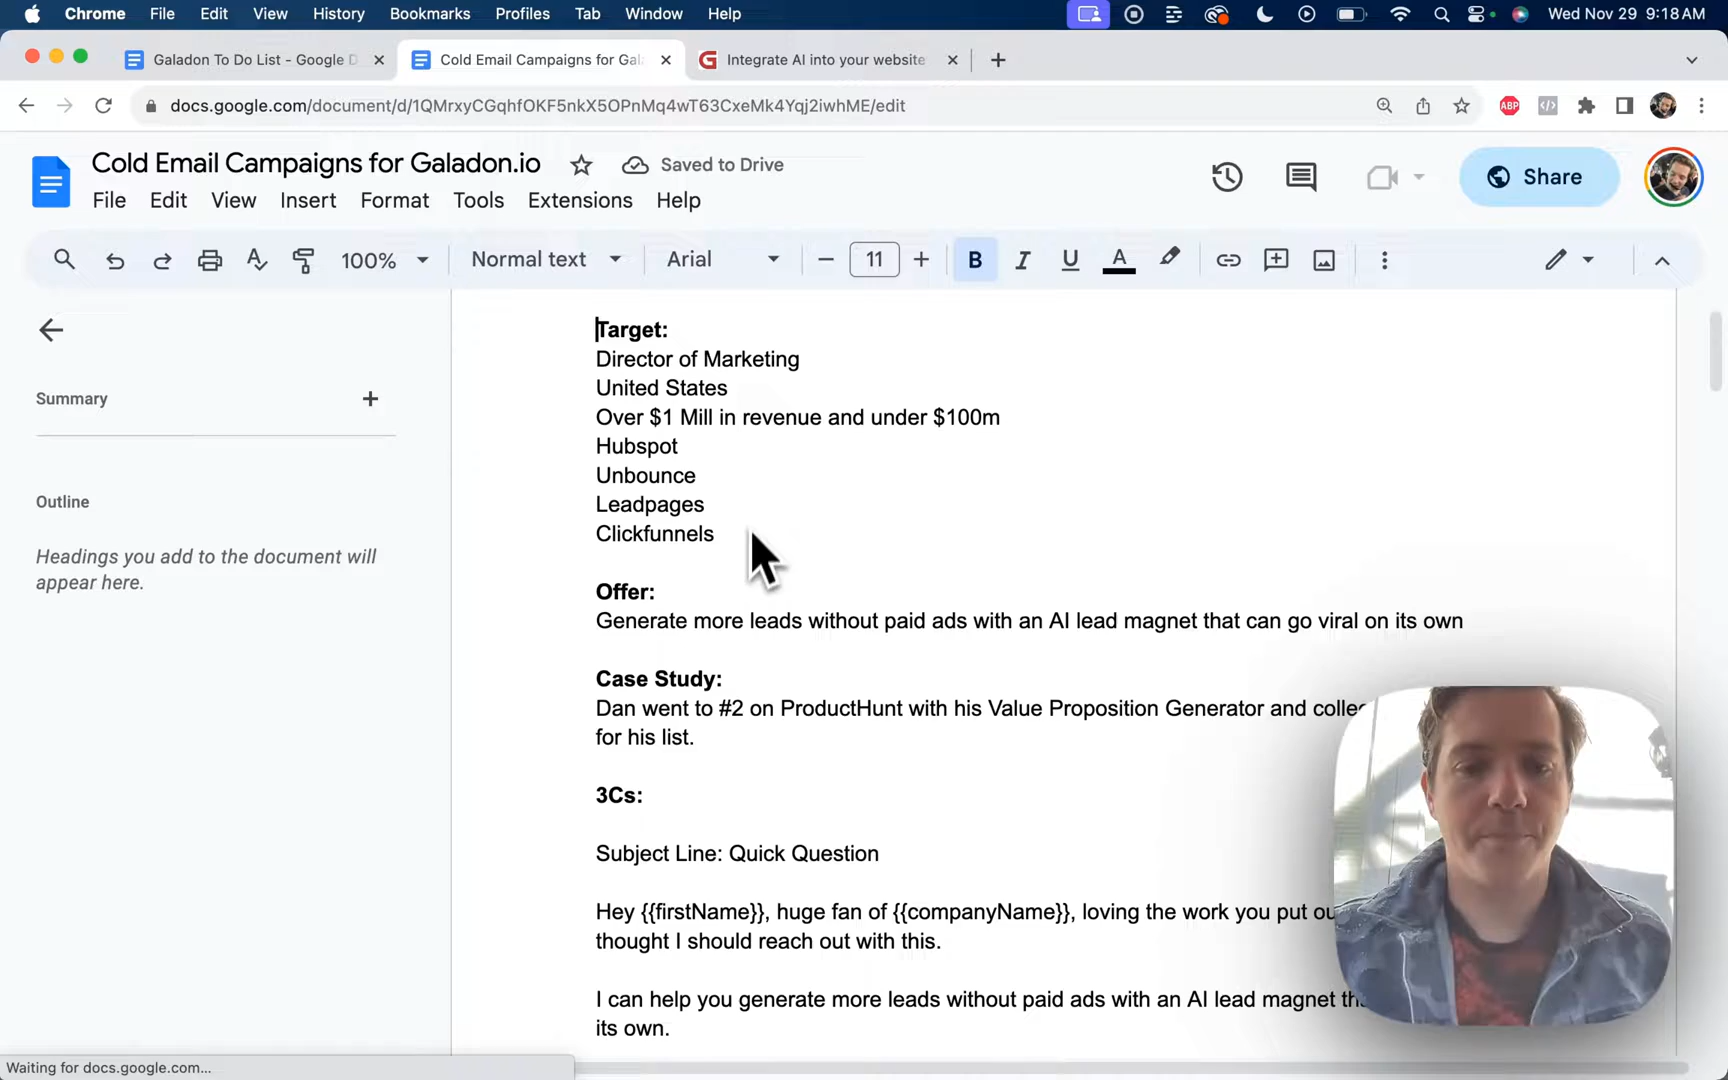 Chrome File Edit View History Bookmarks Profiles Tab Window Help Wed Nov 29 9:18 AM
Galadon To Do List - Google D
Cold Email Campaigns for Gal
Integrate AI into your website
docs.google.com/document/d/1QMrxyCGqhfOKF5nkX5OPnMq4wT63CxeMk4Yqj2iwhME/edit
ABP
Cold Email Campaigns for Galadon.io
Saved to Drive
Share
File Edit View Insert Format Tools Extensions Help
100% Normal text Arial 11 B I U A
Summary
Outline
Headings you add to the document will
appear here.
Target:
Director of Marketing
United States
Over $1 Mill in revenue and under $100m
Hubspot
Unbounce
Leadpages
Clickfunnels
Offer:
Generate more leads without paid ads with an AI lead magnet that can go viral on its own
Case Study:
Dan went to #2 on ProductHunt with his Value Proposition Generator and
for his list.
3Cs:
Subject Line: Quick Question
Hey {{firstName}}, huge fan of {{companyName}}, loving the work you put
thought I should reach out with this.
I can help you generate more leads without paid ads with an AI lead magnet
its own.
Waiting for docs.google.com...